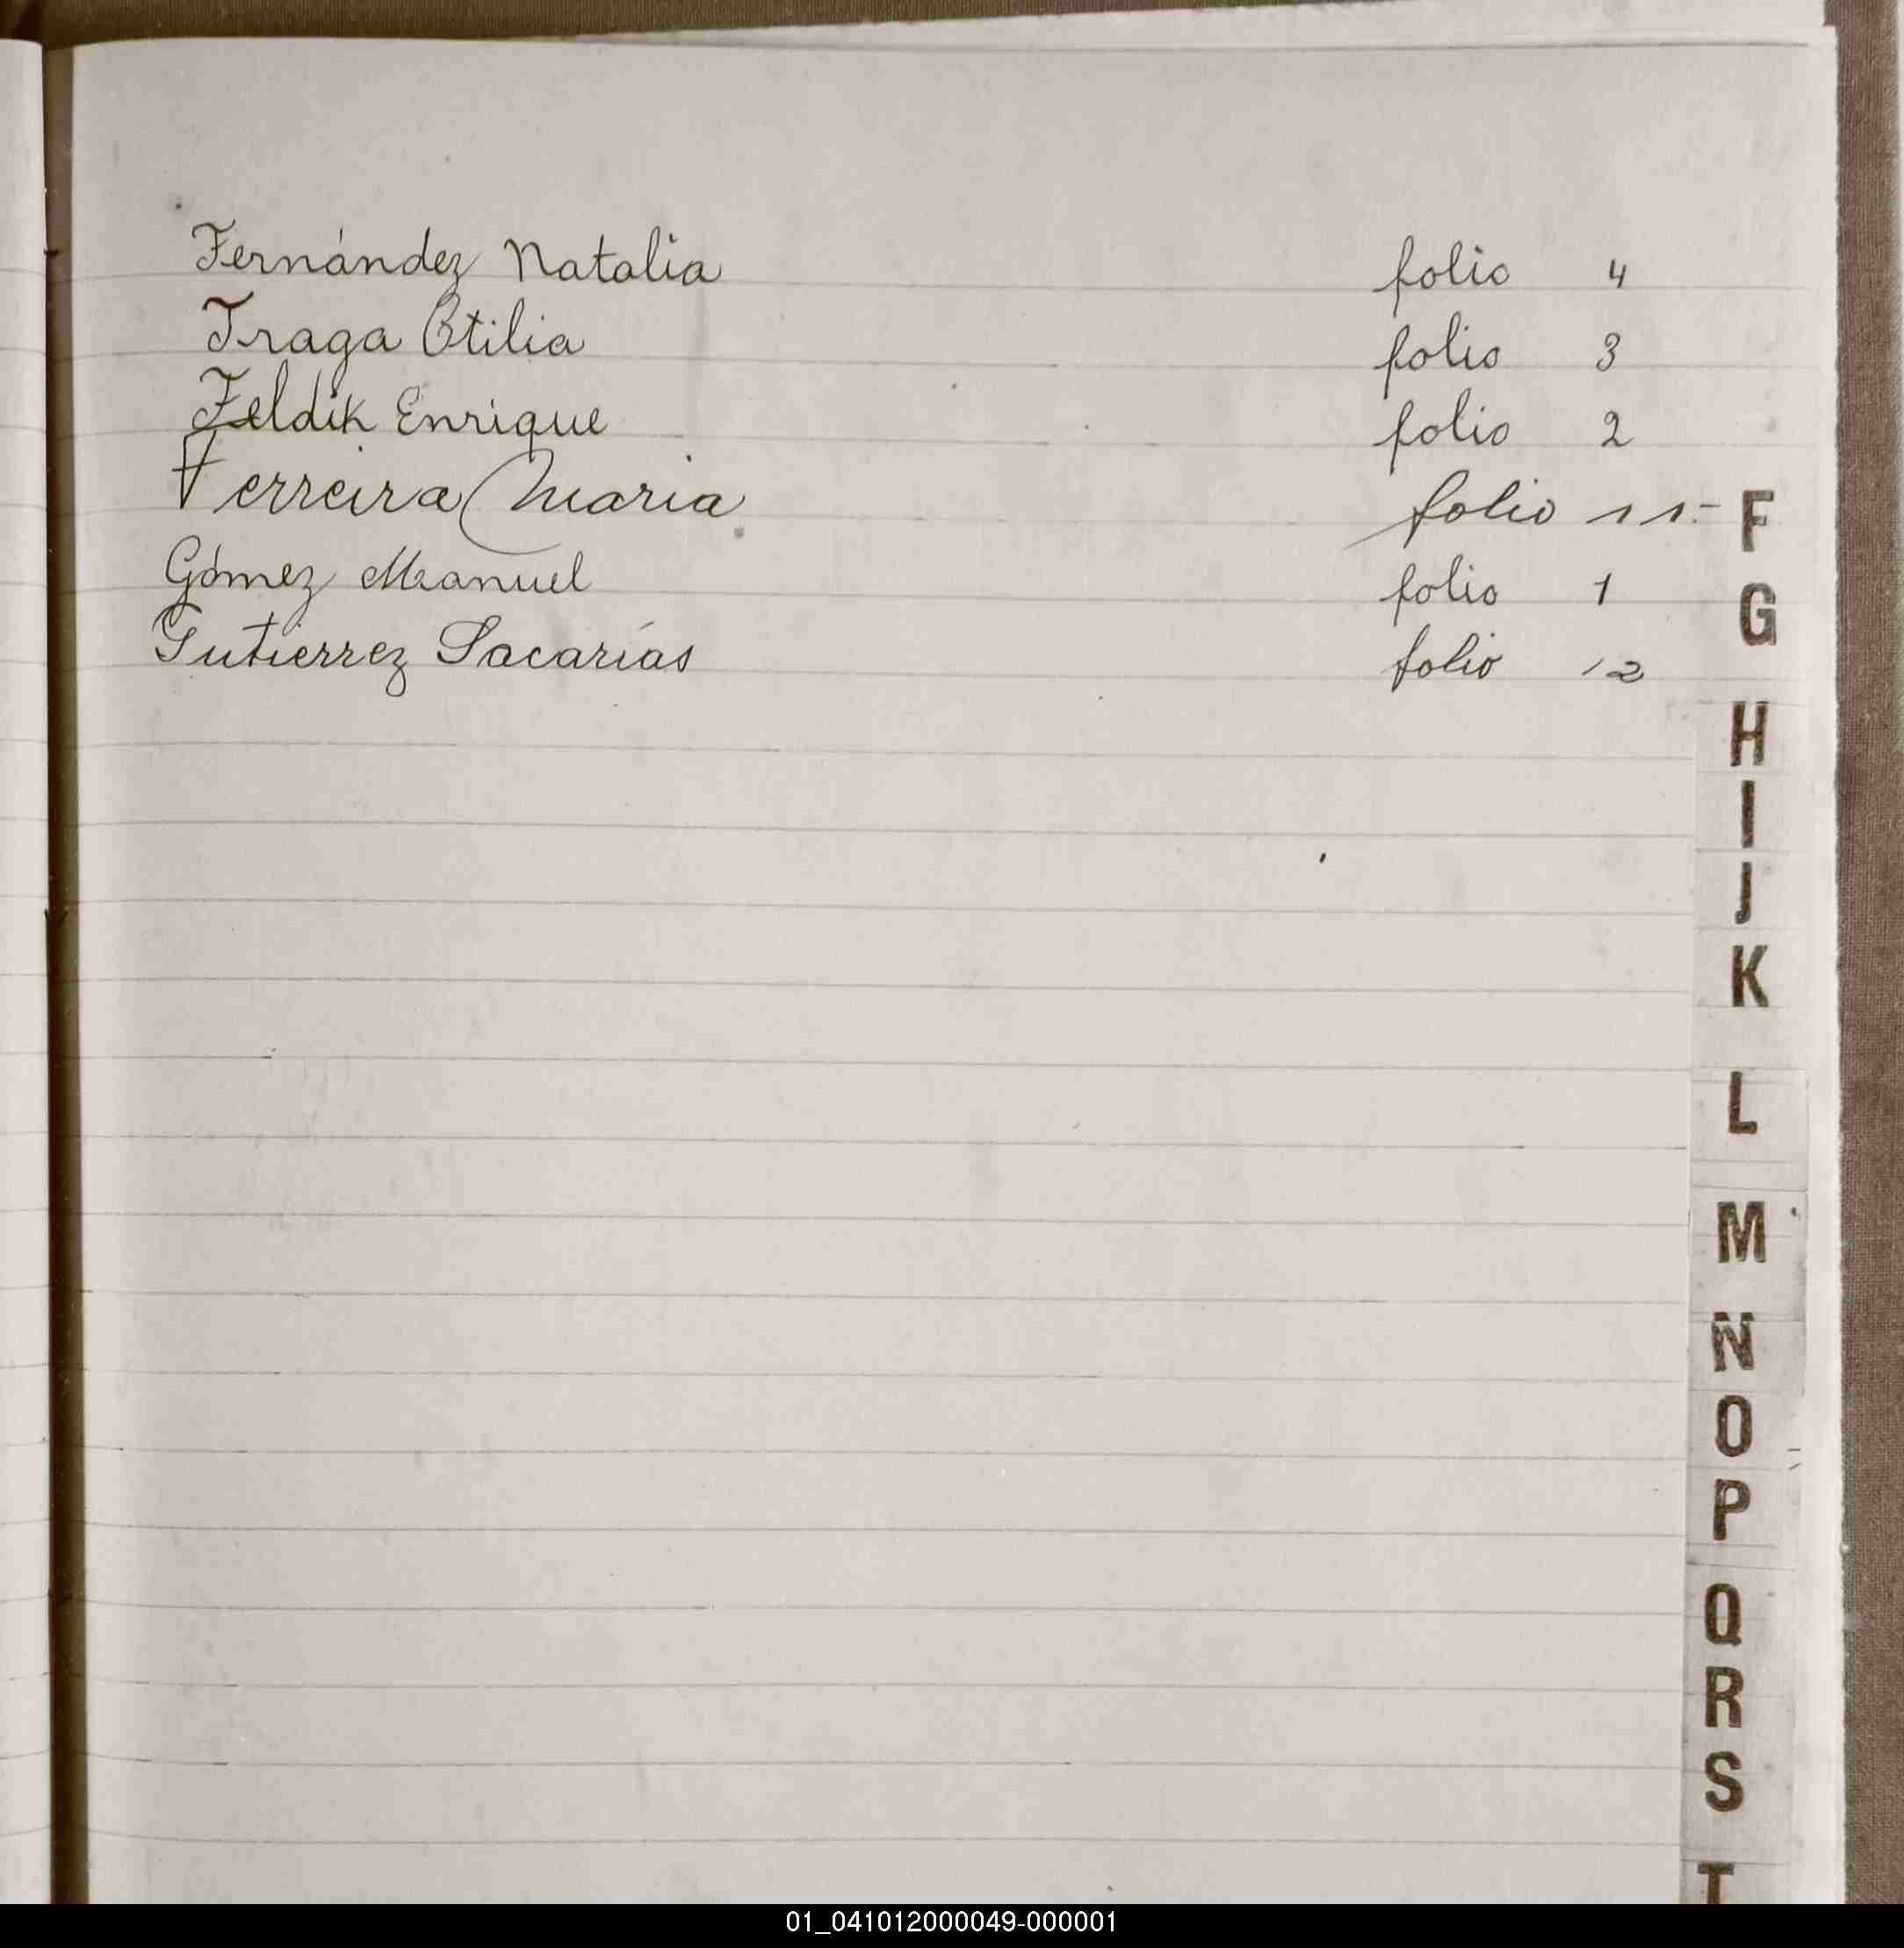 Fernández Natalia folio 4
Fraga Otilia folio 3
Feldik Enrique folio 2
Ferreira Maria folio 11.-
F
Gómez Manuel folio 1
G
Gutierrez Sacarías folio 12
H
I
J
K
L
M
N
O
P
Q
R
S
T
01_041012000049-000001